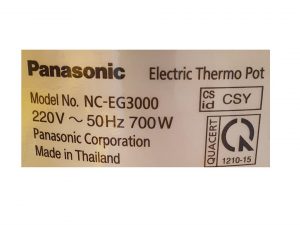 Panasonic Electric Thermo Pot
Model No. NC-EG3000
220V ～ 50Hz 700W
Panasonic Corporation
Made in Thailand
cs id CSY
QUACERT
1210-15